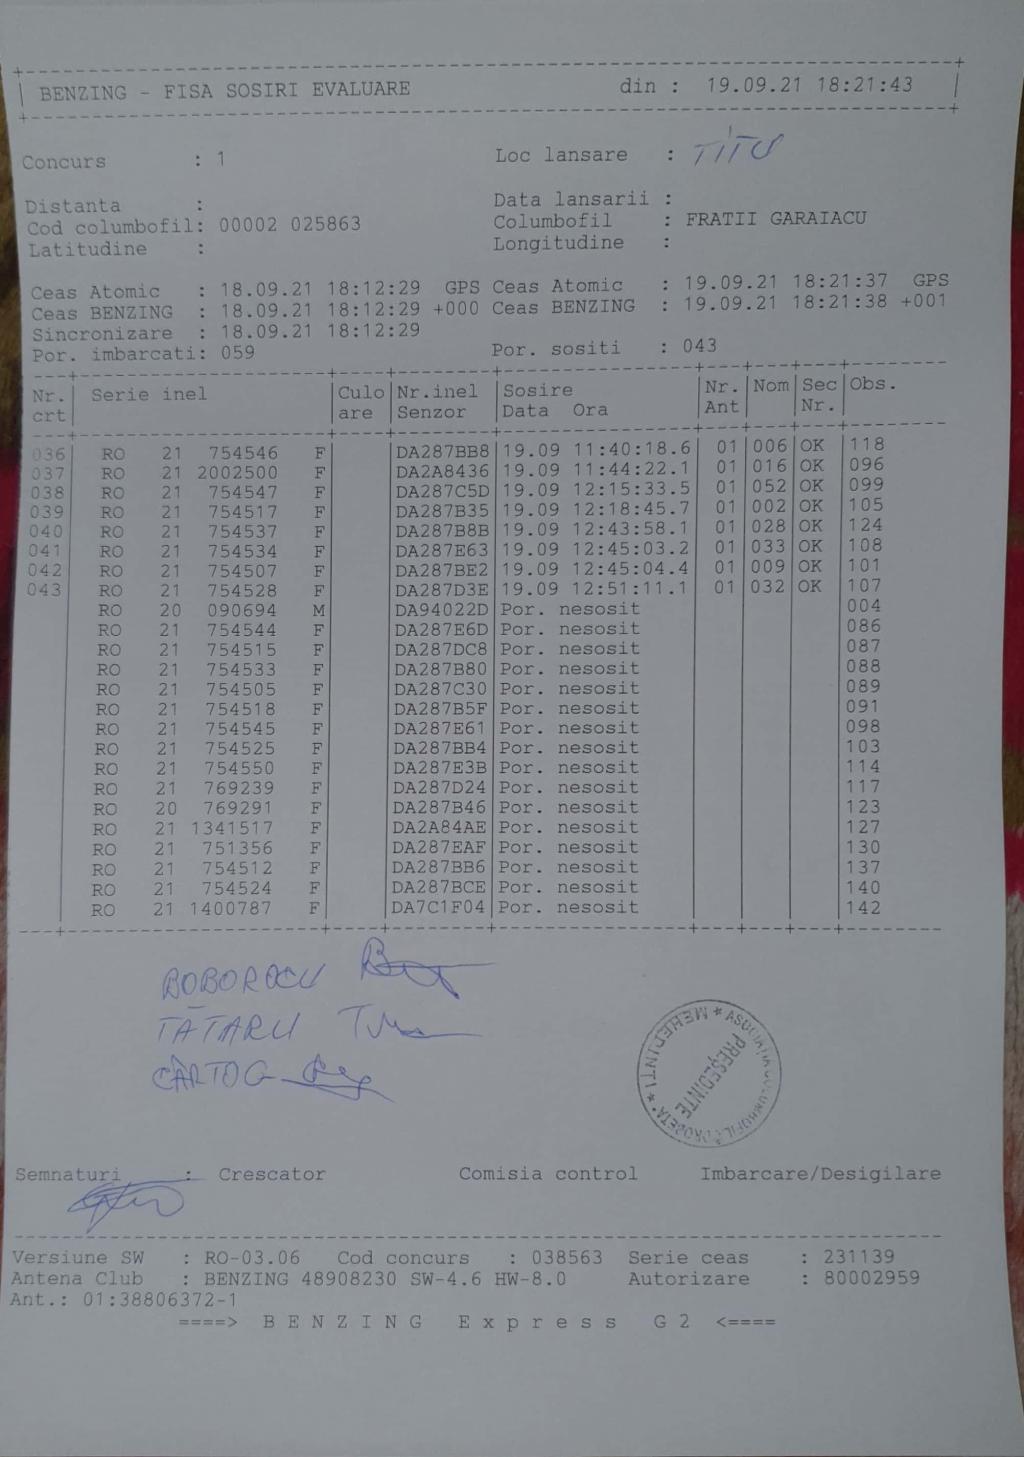 BENZING - FISA SOSIRI EVALUARE din : 19.09.21 18:21:43
Concurs : 1 Loc lansare : TITU
Distanta : Data lansarii :
Cod columbofil: 00002 025863 Columbofil : FRATII GARAIACU
Latitudine : Longitudine :
Ceas Atomic : 18.09.21 18:12:29 GPS Ceas Atomic : 19.09.21 18:21:37 GPS
Ceas BENZING : 18.09.21 18:12:29 +000 Ceas BENZING : 19.09.21 18:21:38 +001
Sincronizare : 18.09.21 18:12:29
Por. imbarcati: 059 Por. sositi : 043
Nr. Serie inel Culo Nr.inel Sosire Nr. Nom Sec Obs.
crt are Senzor Data Ora Ant Nr.
036 RO 21 754546 F DA287BB8 19.09 11:40:18.6 01 006 OK 118
037 RO 21 2002500 F DA2A8436 19.09 11:44:22.1 01 016 OK 096
038 RO 21 754547 F DA287C5D 19.09 12:15:33.5 01 052 OK 099
039 RO 21 754517 F DA287B35 19.09 12:18:45.7 01 002 OK 105
040 RO 21 754537 F DA287B8B 19.09 12:43:58.1 01 028 OK 124
041 RO 21 754534 F DA287E63 19.09 12:45:03.2 01 033 OK 108
042 RO 21 754507 F DA287BE2 19.09 12:45:04.4 01 009 OK 101
043 RO 21 754528 F DA287D3E 19.09 12:51:11.1 01 032 OK 107
RO 20 090694 M DA94022D Por. nesosit 004
RO 21 754544 F DA287E6D Por. nesosit 086
RO 21 754515 F DA287DC8 Por. nesosit 087
RO 21 754533 F DA287B80 Por. nesosit 088
RO 21 754505 F DA287C30 Por. nesosit 089
RO 21 754518 F DA287B5F Por. nesosit 091
RO 21 754545 F DA287E61 Por. nesosit 098
RO 21 754525 F DA287BB4 Por. nesosit 103
RO 21 754550 F DA287E3B Por. nesosit 114
RO 21 769239 F DA287D24 Por. nesosit 117
RO 20 769291 F DA287B46 Por. nesosit 123
RO 21 1341517 F DA2A84AE Por. nesosit 127
RO 21 751356 F DA287EAF Por. nesosit 130
RO 21 754512 F DA287BB6 Por. nesosit 137
RO 21 754524 F DA287BCE Por. nesosit 140
RO 21 1400787 F DA7C1F04 Por. nesosit 142
BOBOROCU
TATARU
CÂRTOG
MEHEDINTI * ASOCIATIA COLUMBOFILA "DROBETA" *
PREȘEDINTE
Semnaturi : Crescator Comisia control Imbarcare/Desigilare
Versiune SW : RO-03.06 Cod concurs : 038563 Serie ceas : 231139
Antena Club : BENZING 48908230 SW-4.6 HW-8.0 Autorizare : 80002959
Ant.: 01:38806372-1
====> B E N Z I N G E x p r e s s G 2 <====